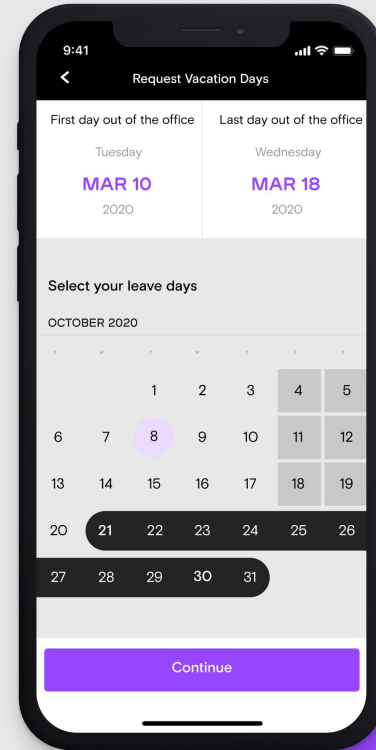 9:41
Request Vacation Days
First day out of the office
Last day out of the office
Tuesday
Wednesday
MAR 10
MAR 18
2020
2020
Select your leave days
OCTOBER 2020
1 2 3 4 5
6 7 8 9 10 11 12
13 14 15 16 17 18 19
20 21 22 23 24 25 26
27 28 29 30 31
Continue